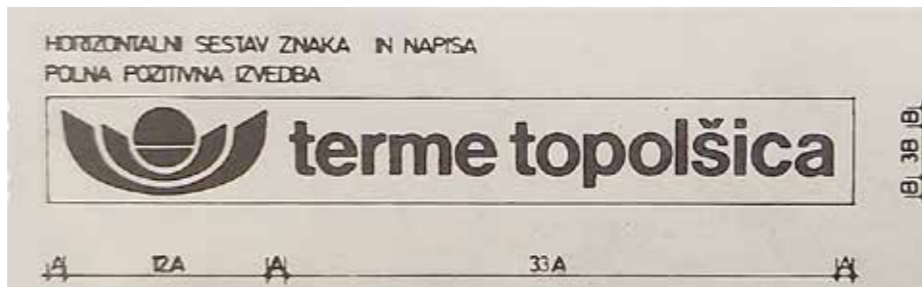 HORIZONTALNI SESTAV ZNAKA IN NAPISA
POLNA POZITIVNA IZVEDBA
terme topolšica
B 3B B
A 12A A 33A A